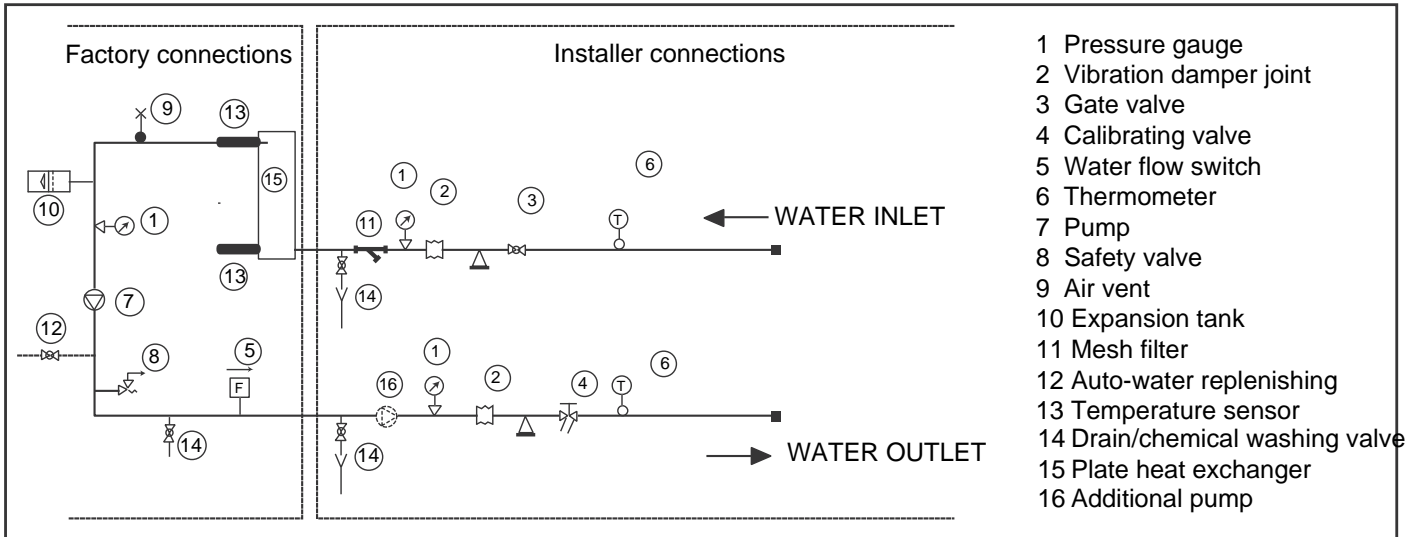 Factory connections
Installer connections
9
13
15
10
1
13
7
12
8
5
F
14
6
1
2
3
11
T
WATER INLET
14
1
6
2
4
16
T
14
WATER OUTLET
1 Pressure gauge
2 Vibration damper joint
3 Gate valve
4 Calibrating valve
5 Water flow switch
6 Thermometer
7 Pump
8 Safety valve
9 Air vent
10 Expansion tank
11 Mesh filter
12 Auto-water replenishing
13 Temperature sensor
14 Drain/chemical washing valve
15 Plate heat exchanger
16 Additional pump